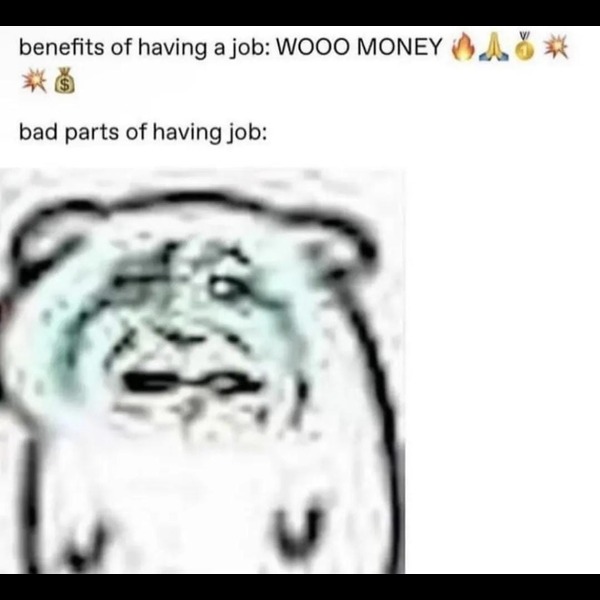 benefits of having a job: WOOO MONEY 🔥🙏🥇💥
💥💰
bad parts of having job: